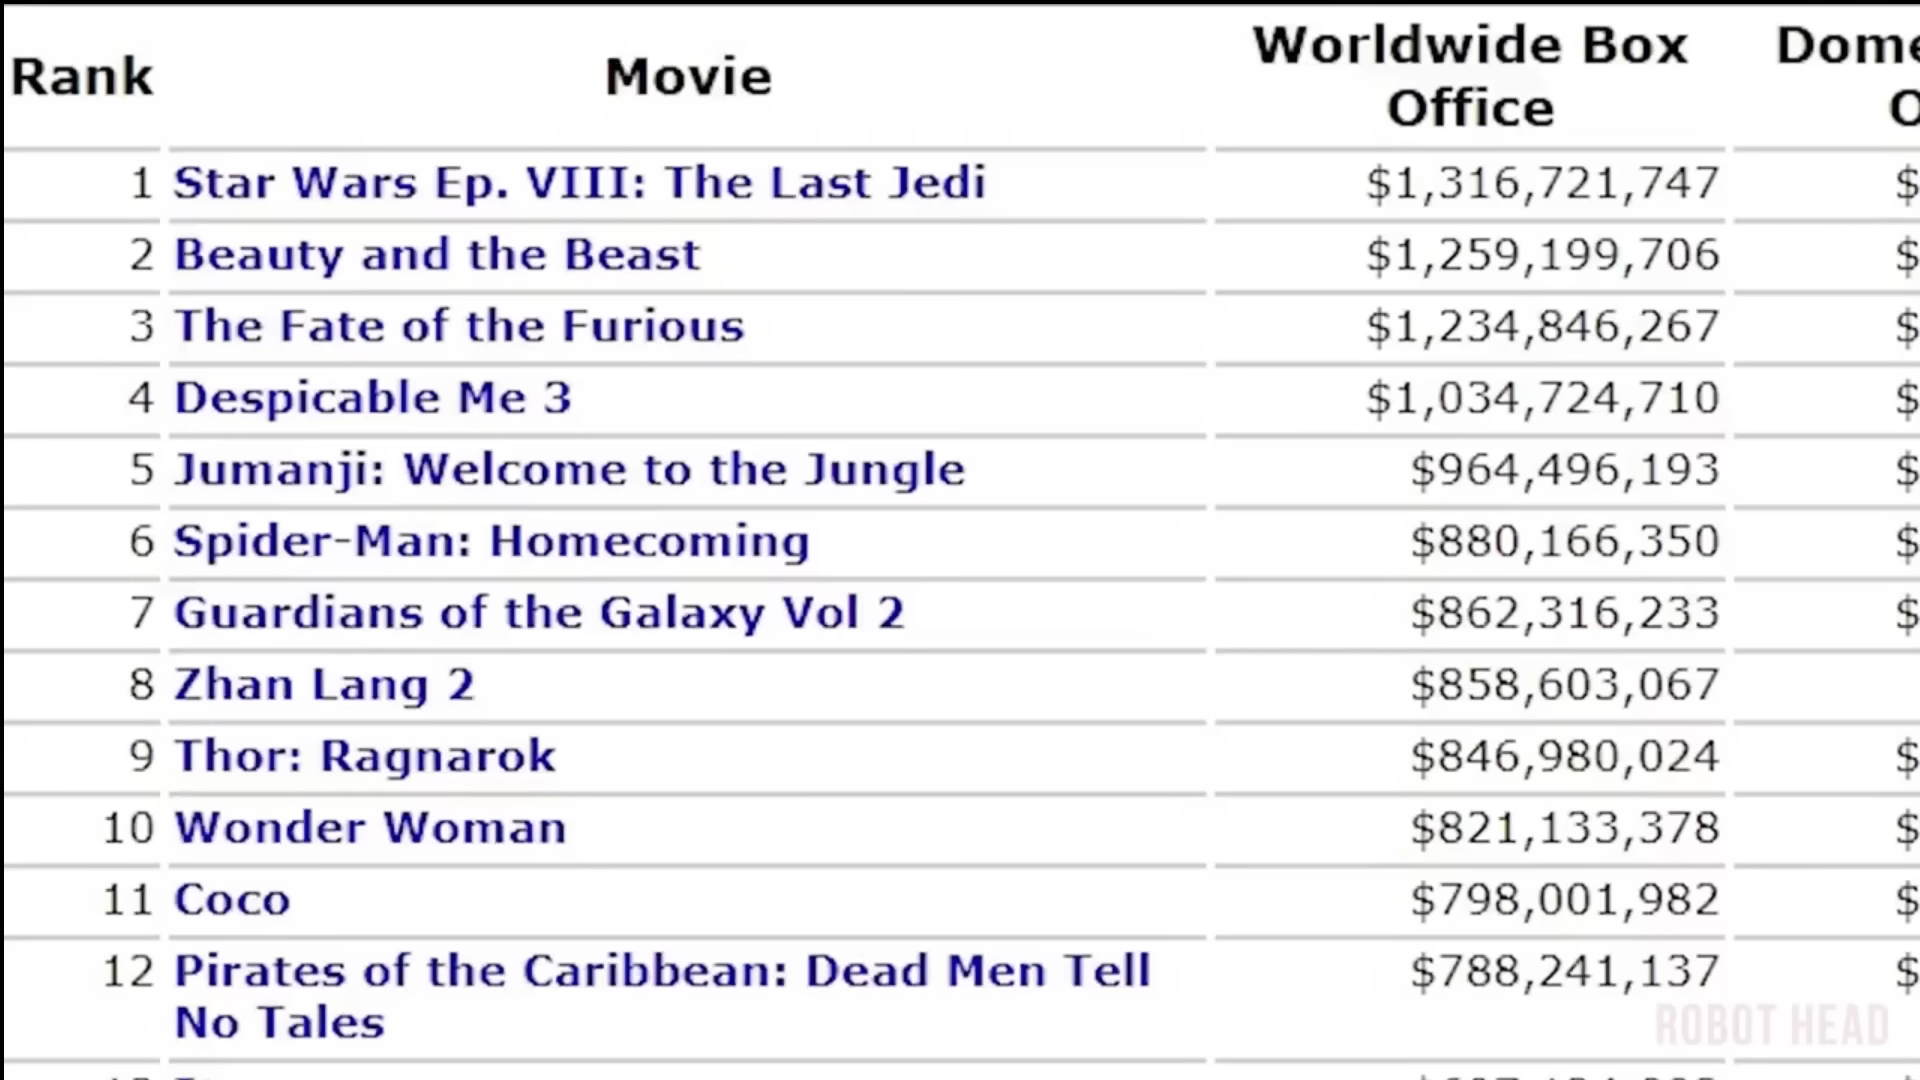 Rank Movie Worldwide Box Office
1 Star Wars Ep. VIII: The Last Jedi $1,316,721,747 $
2 Beauty and the Beast $1,259,199,706 $
3 The Fate of the Furious $1,234,846,267 $
4 Despicable Me 3 $1,034,724,710 $
5 Jumanji: Welcome to the Jungle $964,496,193 $
6 Spider-Man: Homecoming $880,166,350 $
7 Guardians of the Galaxy Vol 2 $862,316,233 $
8 Zhan Lang 2 $858,603,067
9 Thor: Ragnarok $846,980,024 $
10 Wonder Woman $821,133,378 $
11 Coco $798,001,982 $
12 Pirates of the Caribbean: Dead Men Tell $788,241,137 $
No Tales
ROBOT HEAD